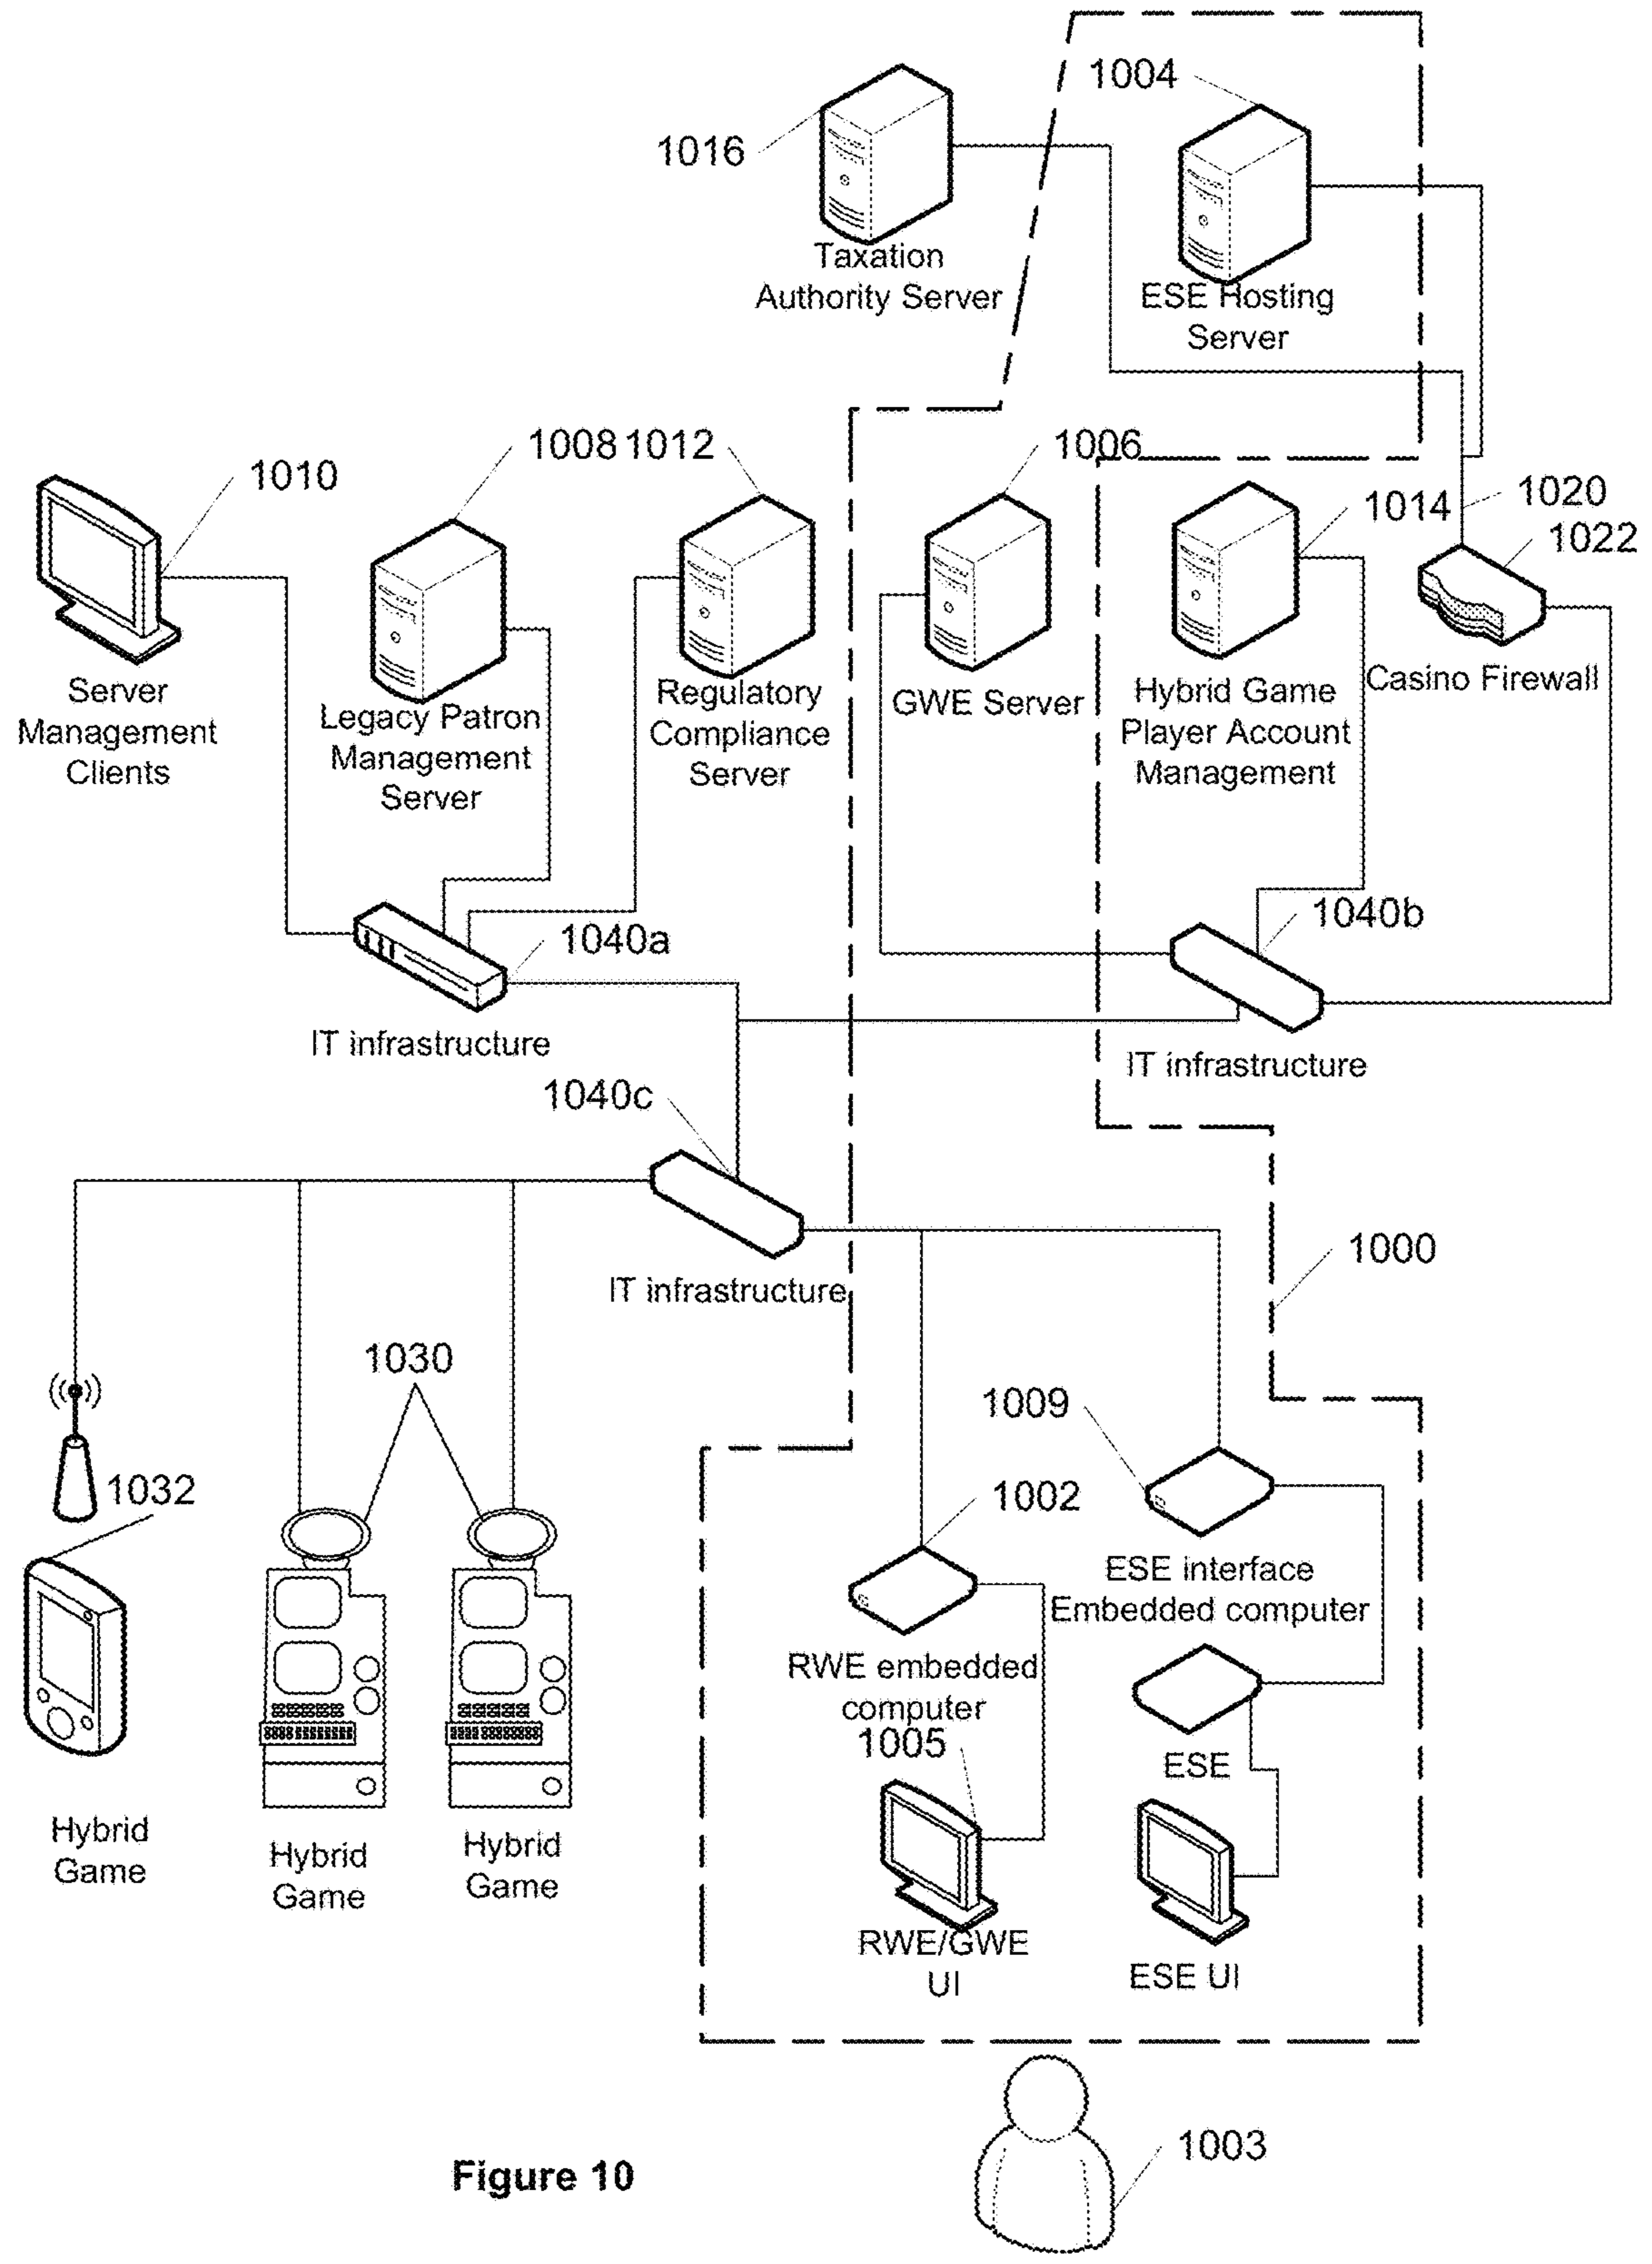 1004
1016
Taxation
Authority Server
ESE Hosting
Server
1008
1012
1006
1010
1014
1020
1022
Server
Management
Clients
Legacy Patron
Management
Server
Regulatory
Compliance
Server
GWE Server
Hybrid Game
Player Account
Management
Casino Firewall
1040a
1040b
IT infrastructure
IT infrastructure
1040c
IT infrastructure
1000
1030
1009
1032
1002
ESE interface
Embedded computer
RWE embedded
computer
1005
ESE
Hybrid
Game
Hybrid
Game
Hybrid
Game
RWE/GWE
UI
ESE UI
1003
Figure 10